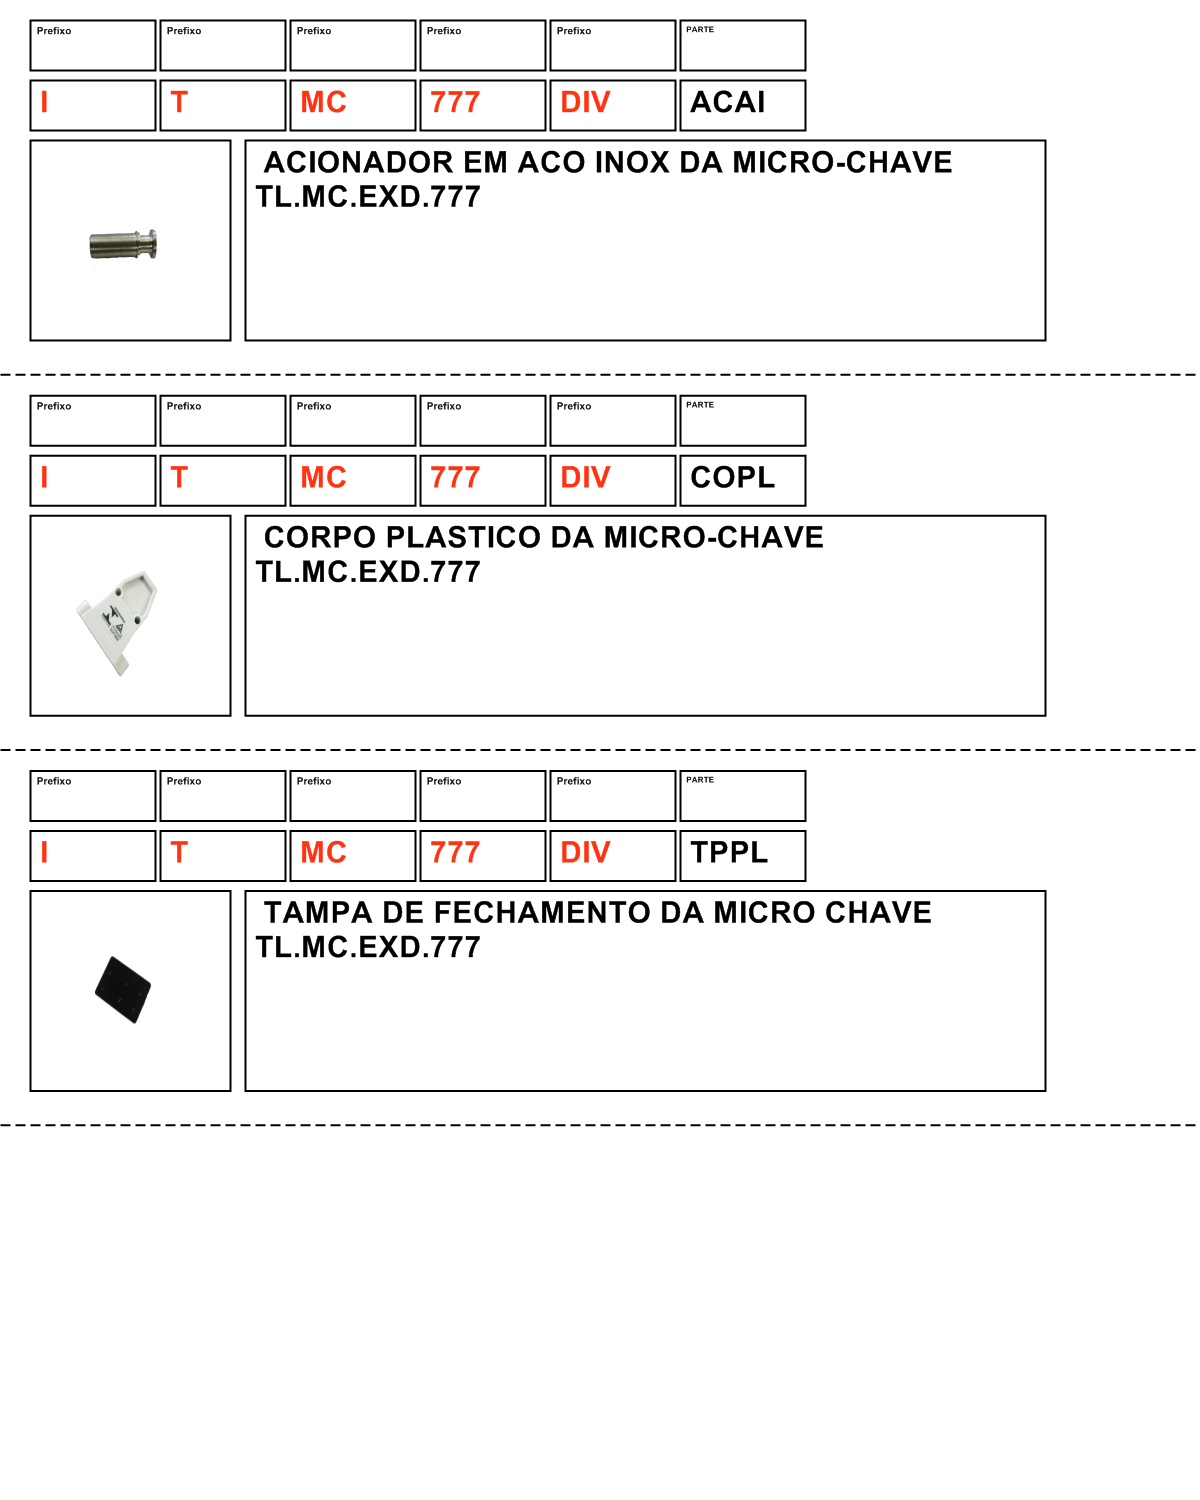 Prefixo Prefixo Prefixo Prefixo Prefixo PARTE
I T MC 777 DIV ACAI
ACIONADOR EM ACO INOX DA MICRO-CHAVE
TL.MC.EXD.777
Prefixo Prefixo Prefixo Prefixo Prefixo PARTE
I T MC 777 DIV COPL
CORPO PLASTICO DA MICRO-CHAVE
TL.MC.EXD.777
Prefixo Prefixo Prefixo Prefixo Prefixo PARTE
I T MC 777 DIV TPPL
TAMPA DE FECHAMENTO DA MICRO CHAVE
TL.MC.EXD.777